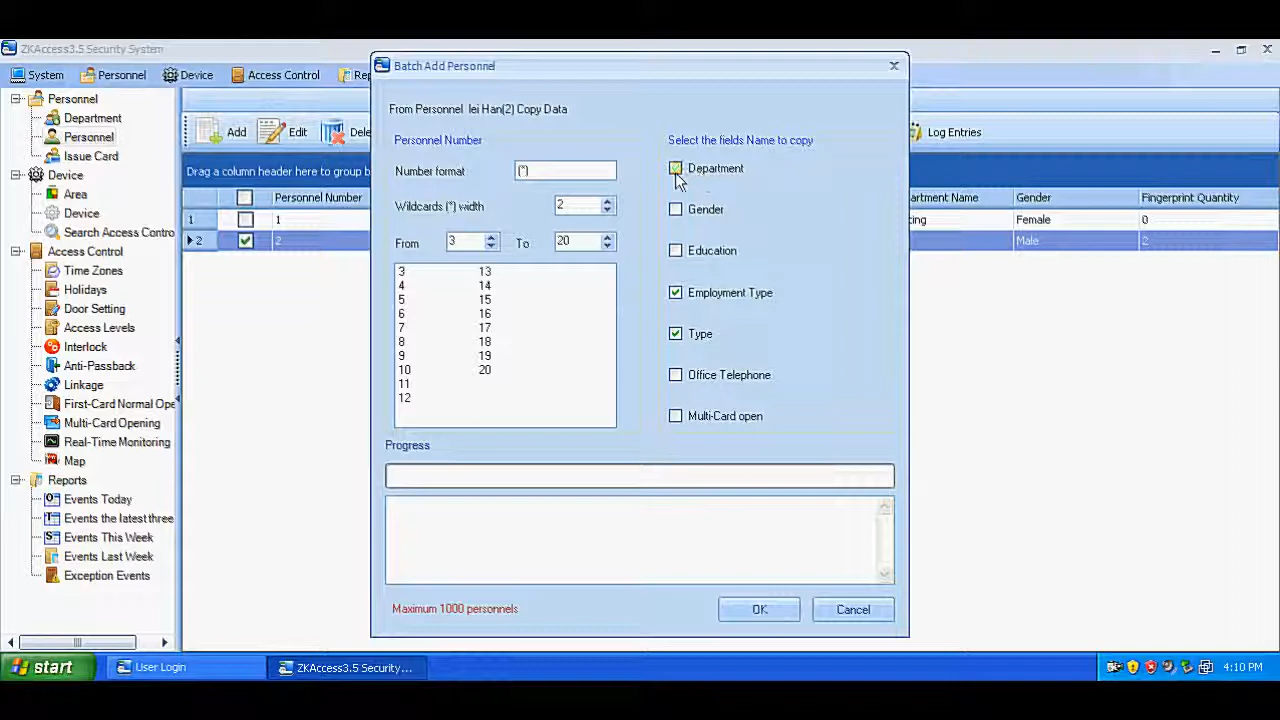 ZKAccess3.5 Security System
System Personnel Device Access Control
Personnel
Department
Personnel
Issue Card
Device
Area
Device
Search Access Contro
Access Control
Time Zones
Holidays
Door Setting
Access Levels
Interlock
Anti-Passback
Linkage
First-Card Normal Ope
Multi-Card Opening
Real-Time Monitoring
Map
Reports
Events Today
Events the latest three
Events This Week
Events Last Week
Exception Events
Add Edit Log Entries
Drag a column header here to group b
Personnel Number Gender Fingerprint Quantity
1 1 Female 0
2 2 Male 2
Batch Add Personnel
From Personnel lei Han(2) Copy Data
Personnel Number
Number format (*)
Wildcards (*) width 2
From 3 To 20
3 13
4 14
5 15
6 16
7 17
8 18
9 19
10 20
11
12
Select the fields Name to copy
Department
Gender
Education
Employment Type
Type
Office Telephone
Multi-Card open
Progress
Maximum 1000 personnels
OK Cancel
start User Login ZKAccess3.5 Security... 4:10 PM